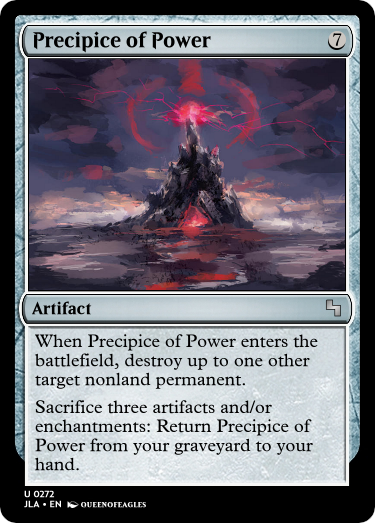 Precipice of Power 7
Artifact
When Precipice of Power enters the
battlefield, destroy up to one other
target nonland permanent.
Sacrifice three artifacts and/or
enchantments: Return Precipice of
Power from your graveyard to your
hand.
U 0272
JLA • EN QUEENOFEAGLES